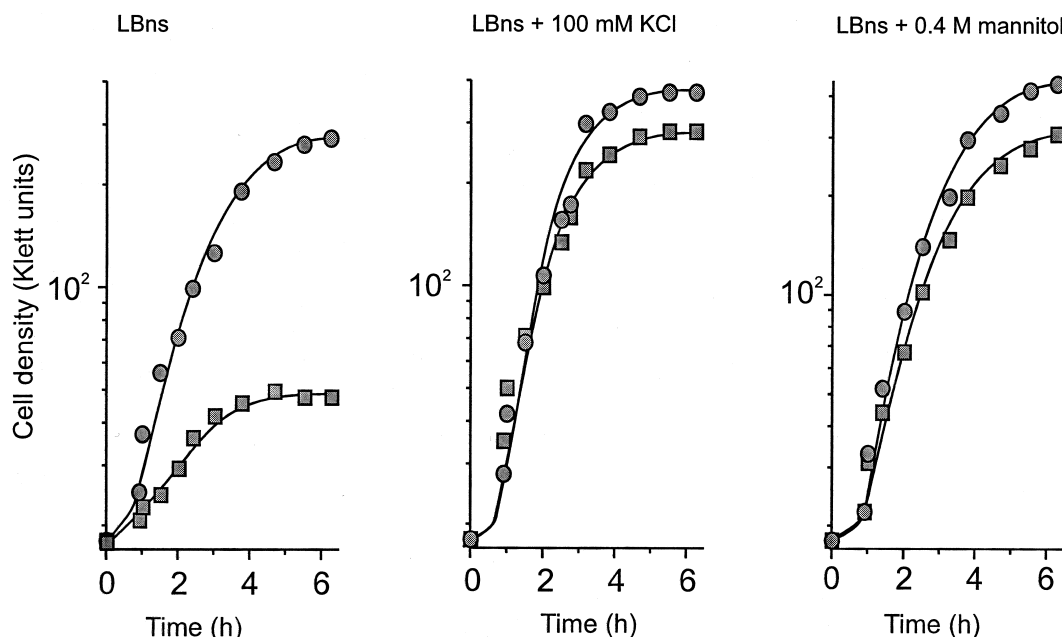 LBns
LBns + 100 mM KCl
LBns + 0.4 M mannitol
Cell density (Klett units)
10²
10²
10²
0 2 4 6
0 2 4 6
0 2 4 6
Time (h)
Time (h)
Time (h)